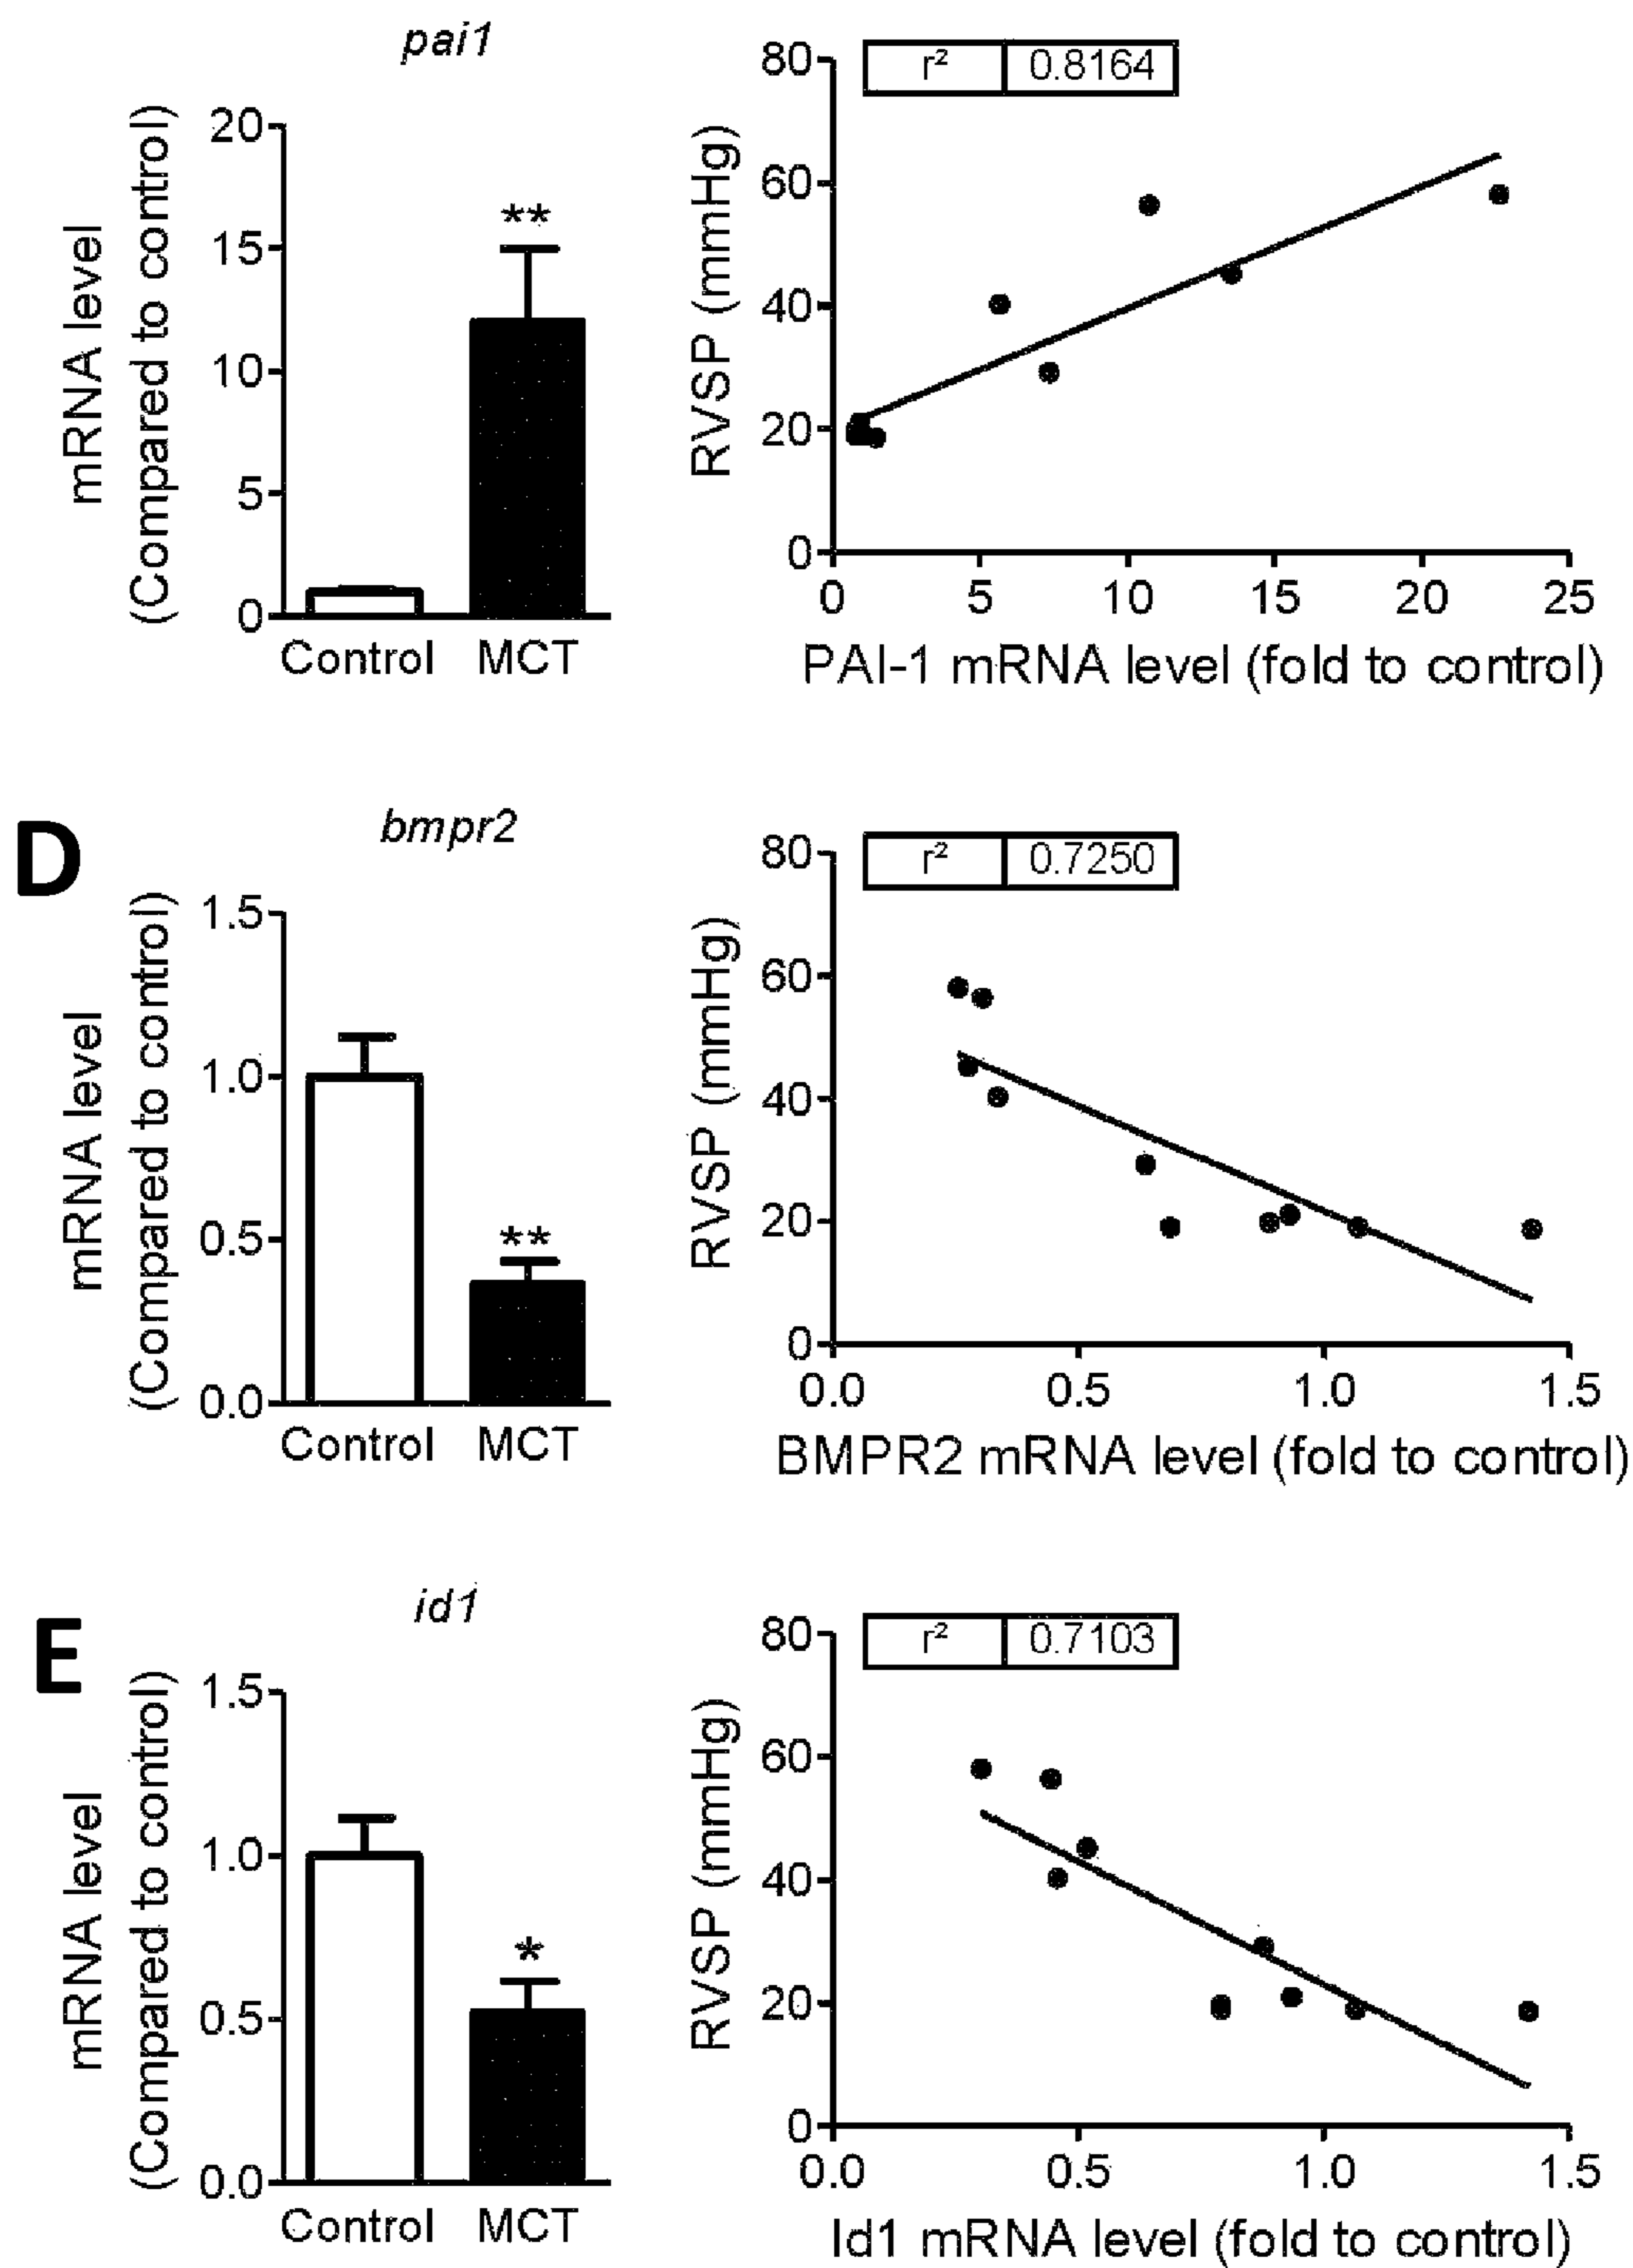 pai1
mRNA level
(Compared to control)
20
15
10
5
0
**
Control MCT
r² 0.8164
RVSP (mmHg)
80
60
40
20
0
0 5 10 15 20 25
PAI-1 mRNA level (fold to control)
D
bmpr2
mRNA level
(Compared to control)
1.5
1.0
0.5
0.0
**
Control MCT
r² 0.7250
RVSP (mmHg)
80
60
40
20
0
0.0 0.5 1.0 1.5
BMPR2 mRNA level (fold to control)
E
id1
mRNA level
(Compared to control)
1.5
1.0
0.5
0.0
*
Control MCT
r² 0.7103
RVSP (mmHg)
80
60
40
20
0
0.0 0.5 1.0 1.5
Id1 mRNA level (fold to control)